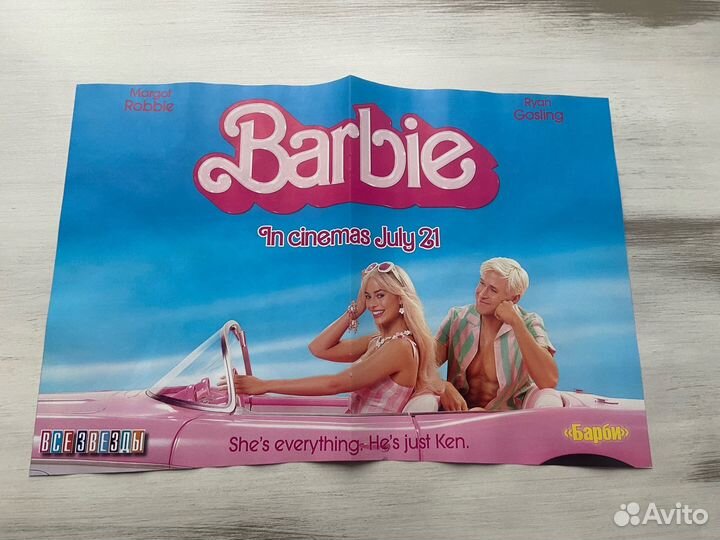 Margot
Robbie
Ryan
Gosling
Barbie
In cinemas July 21
ВСЕ ЗВЕЗДЫ
She's everything. He's just Ken.
«Барби»
Avito